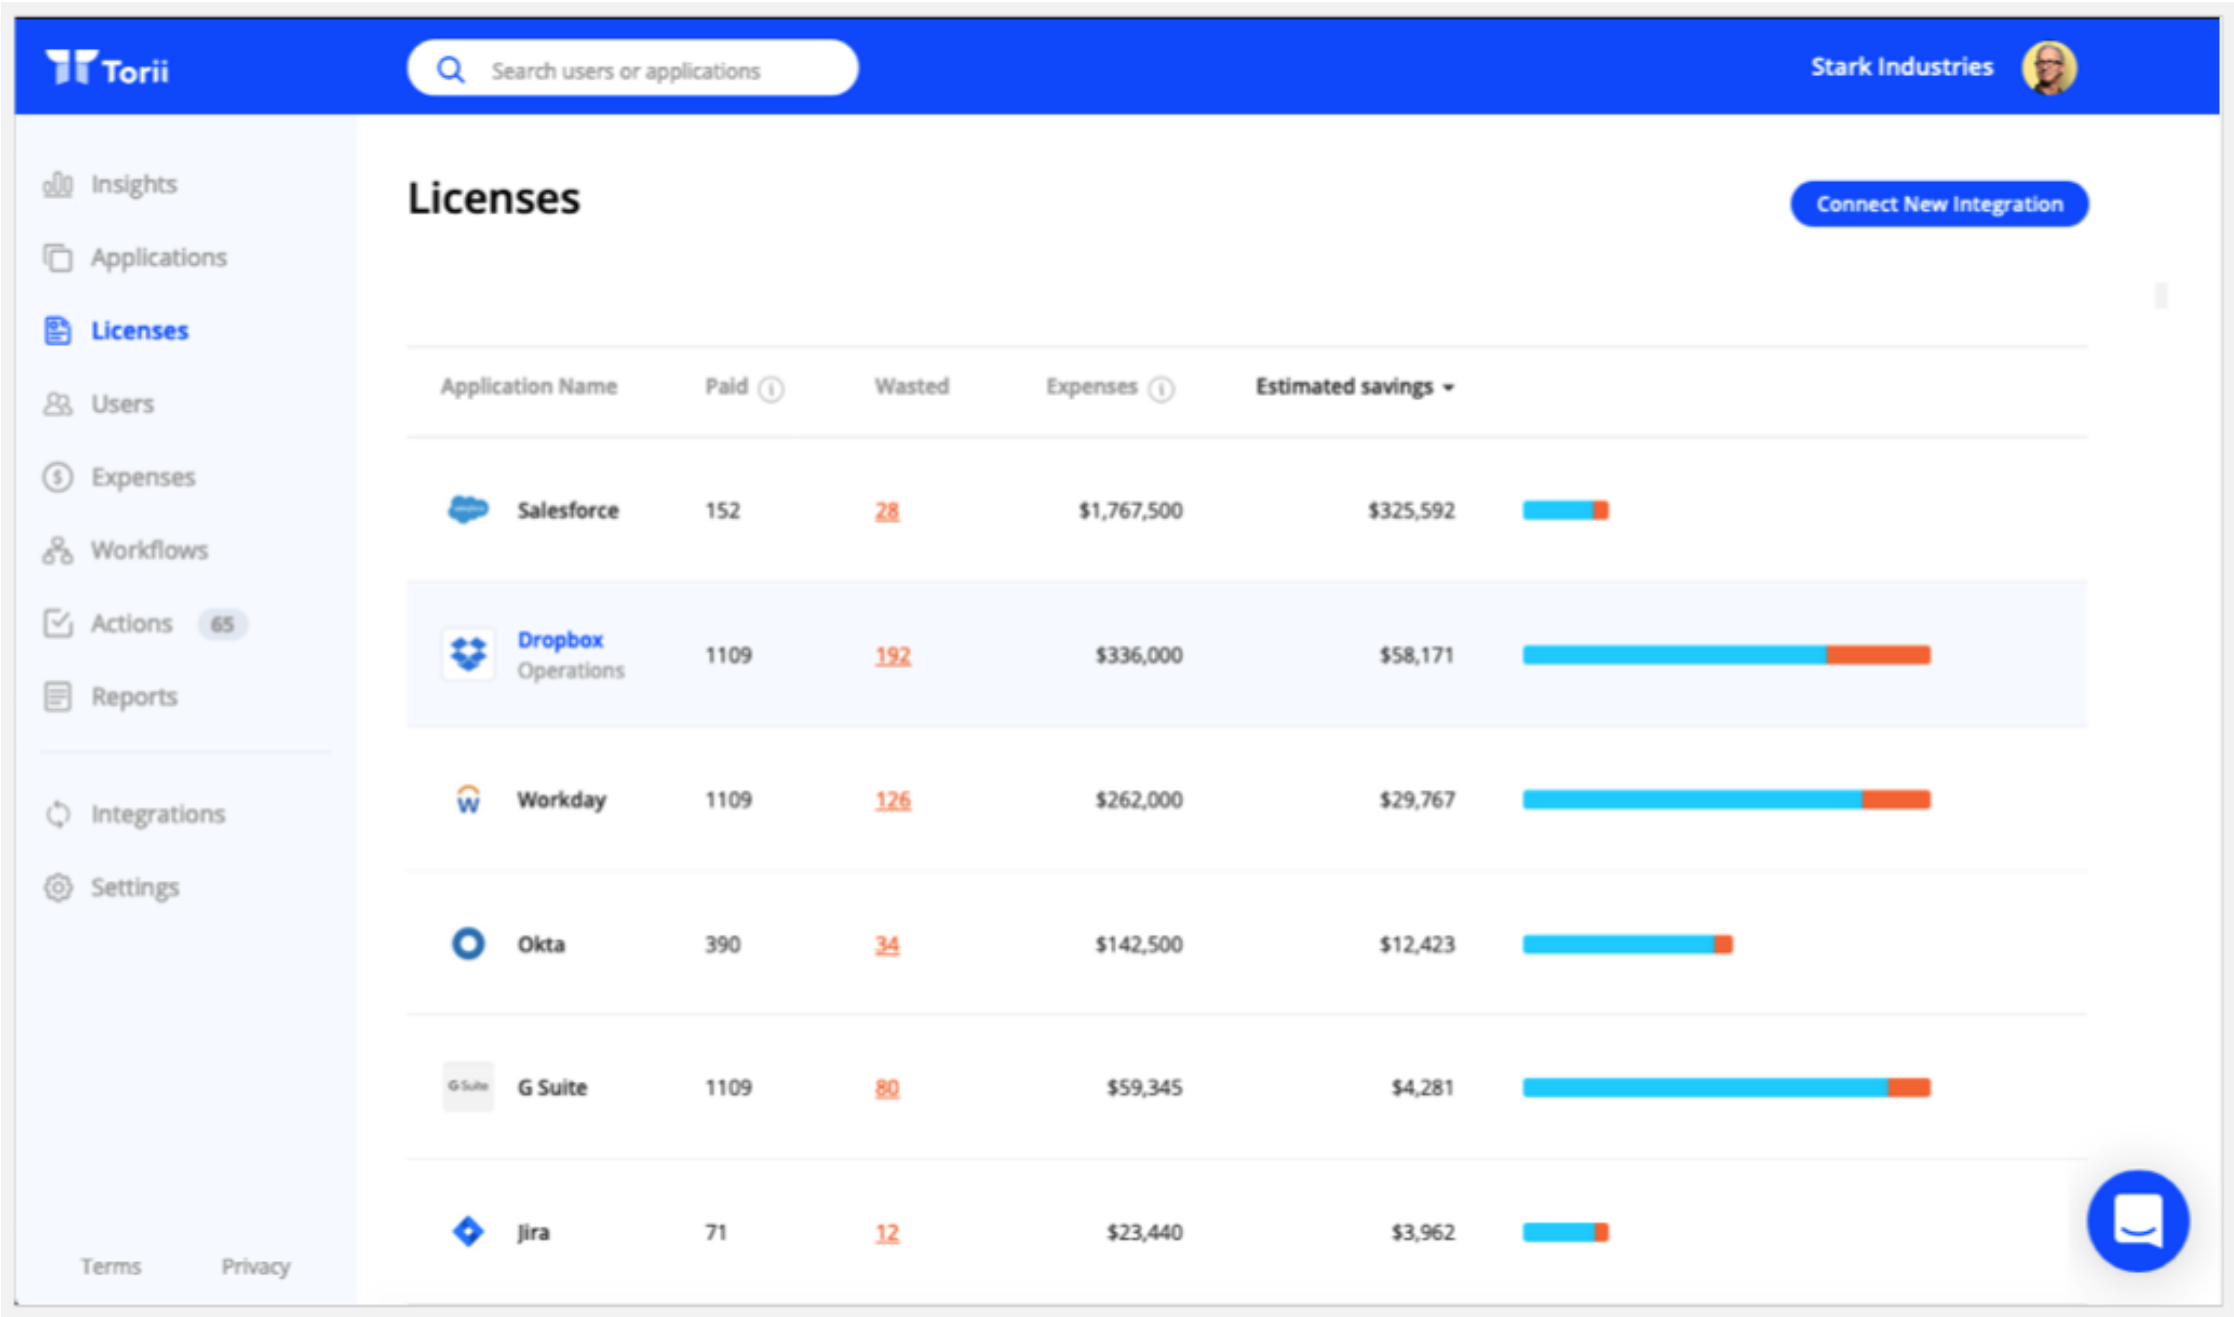 Torii
Search users or applications
Stark Industries
Insights
Applications
Licenses
Users
Expenses
Workflows
Actions 65
Reports
Integrations
Settings
Terms Privacy
Licenses
Connect New Integration
Application Name Paid i Wasted Expenses i Estimated savings
Salesforce 152 28 $1,767,500 $325,592
Dropbox
Operations
1109 192 $336,000 $58,171
Workday 1109 126 $262,000 $29,767
Okta 390 34 $142,500 $12,423
G Suite G Suite 1109 80 $59,345 $4,281
Jira 71 12 $23,440 $3,962